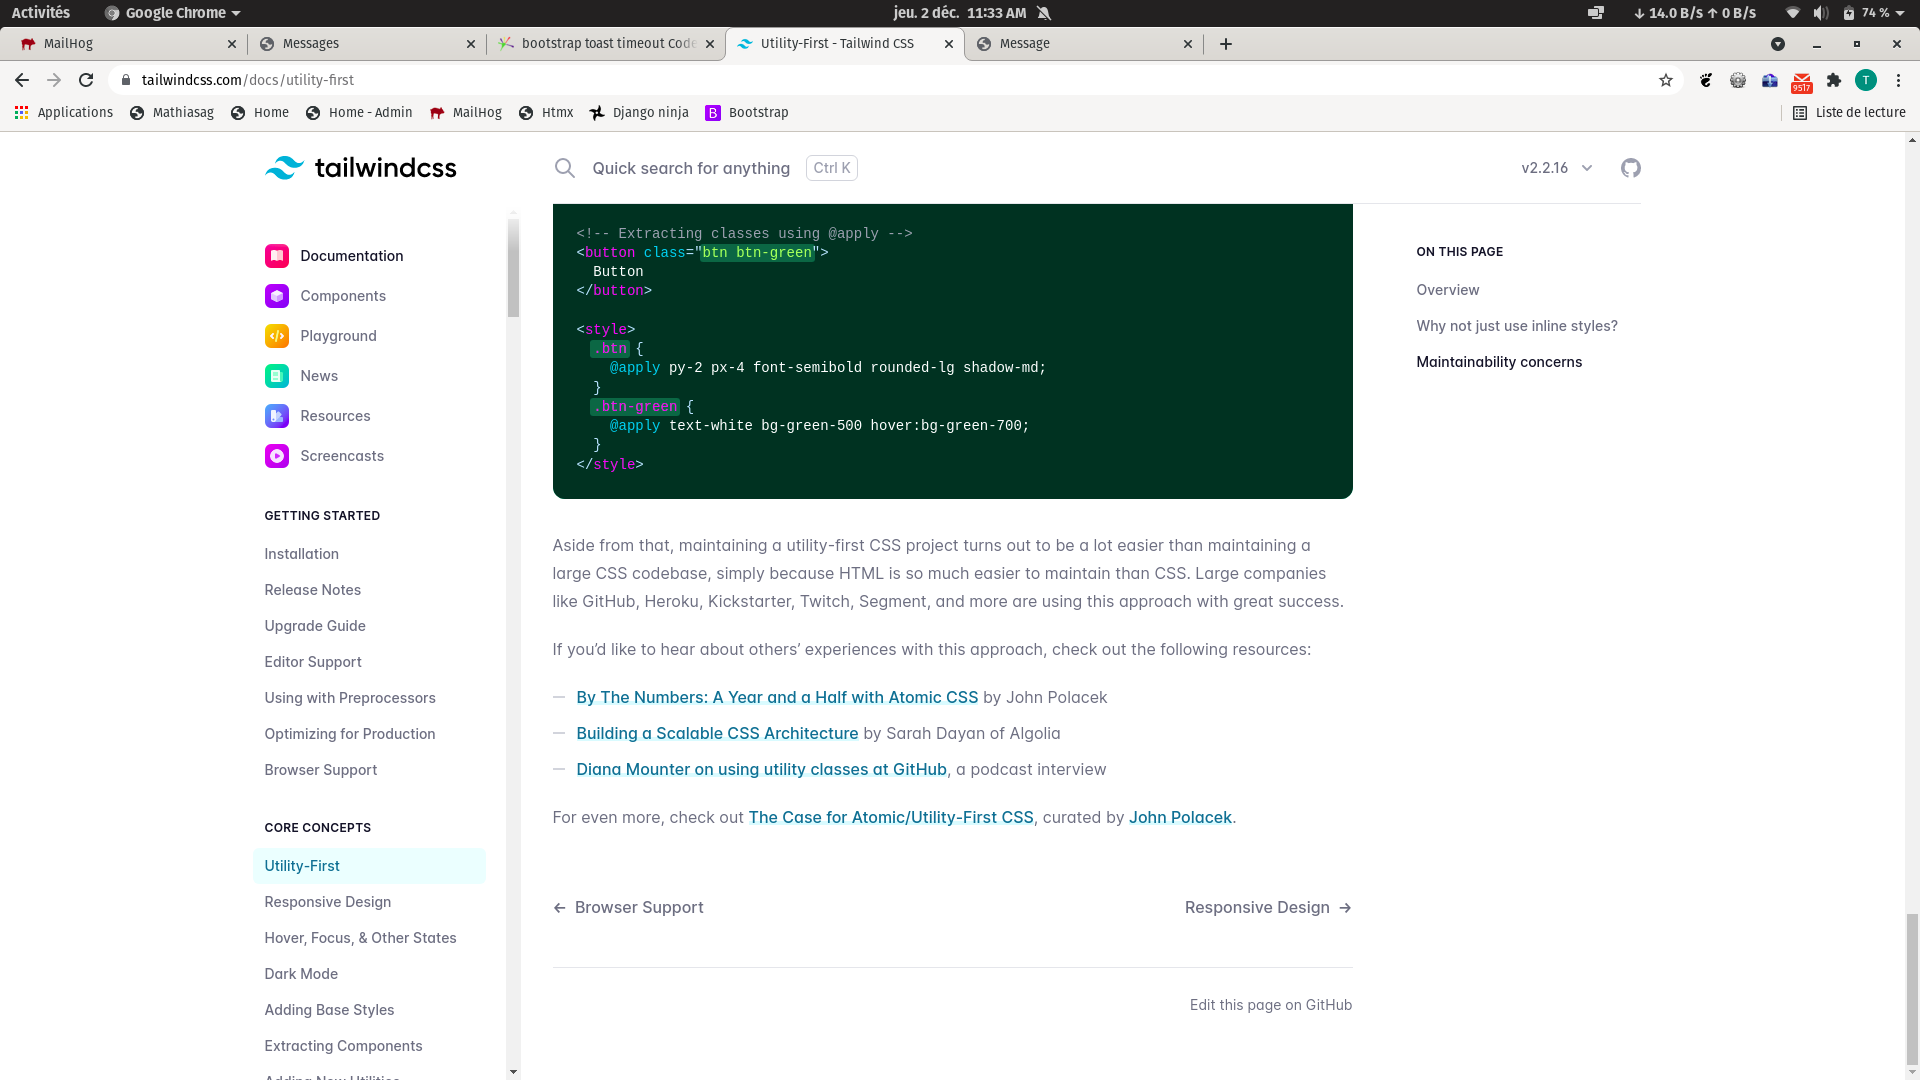 Activités
Google Chrome
jeu. 2 déc. 11:33 AM
↓ 14.0 B/s ↑ 0 B/s
74 %
MailHog
Messages
bootstrap toast timeout Code
Utility-First - Tailwind CSS
Message
tailwindcss.com/docs/utility-first
9517
T
Applications
Mathiasag
Home
Home - Admin
MailHog
Htmx
Django ninja
B
Bootstrap
Liste de lecture
tailwindcss
Quick search for anything
Ctrl K
v2.2.16
Documentation
Components
Playground
News
Resources
Screencasts
GETTING STARTED
Installation
Release Notes
Upgrade Guide
Editor Support
Using with Preprocessors
Optimizing for Production
Browser Support
CORE CONCEPTS
Utility-First
Responsive Design
Hover, Focus, & Other States
Dark Mode
Adding Base Styles
Extracting Components
Adding New Utilities
<!-- Extracting classes using @apply -->
<button class="btn btn-green">
Button
</button>
<style>
.btn {
@apply py-2 px-4 font-semibold rounded-lg shadow-md;
}
.btn-green {
@apply text-white bg-green-500 hover:bg-green-700;
}
</style>
Aside from that, maintaining a utility-first CSS project turns out to be a lot easier than maintaining a
large CSS codebase, simply because HTML is so much easier to maintain than CSS. Large companies
like GitHub, Heroku, Kickstarter, Twitch, Segment, and more are using this approach with great success.
If you’d like to hear about others’ experiences with this approach, check out the following resources:
— By The Numbers: A Year and a Half with Atomic CSS by John Polacek
— Building a Scalable CSS Architecture by Sarah Dayan of Algolia
— Diana Mounter on using utility classes at GitHub, a podcast interview
For even more, check out The Case for Atomic/Utility-First CSS, curated by John Polacek.
← Browser Support
Responsive Design →
Edit this page on GitHub
ON THIS PAGE
Overview
Why not just use inline styles?
Maintainability concerns